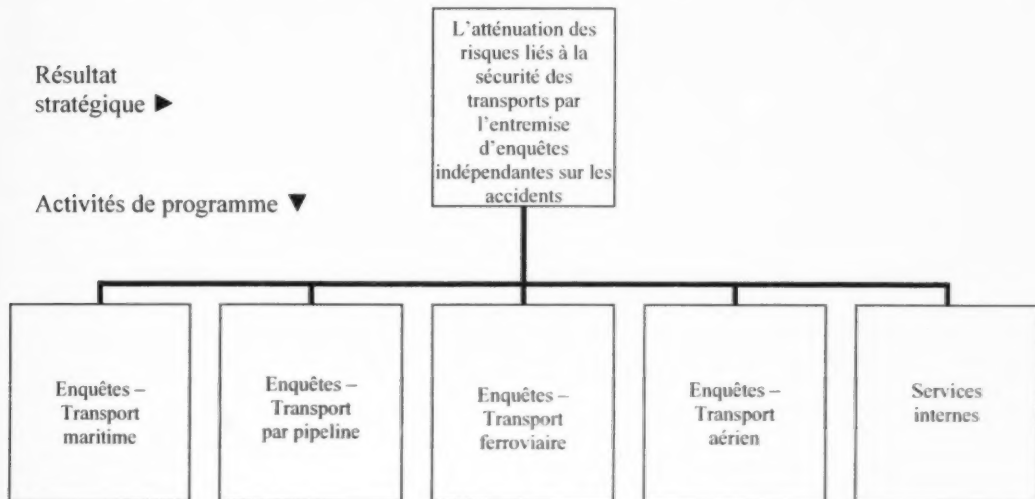 L'atténuation des
risques liés à la
sécurité des
transports par
l'entremise
d'enquêtes
indépendantes sur les
accidents
Résultat
stratégique ►
Activités de programme ▼
Enquêtes –
Transport
maritime
Enquêtes –
Transport
par pipeline
Enquêtes –
Transport
ferroviaire
Enquêtes –
Transport
aérien
Services
internes